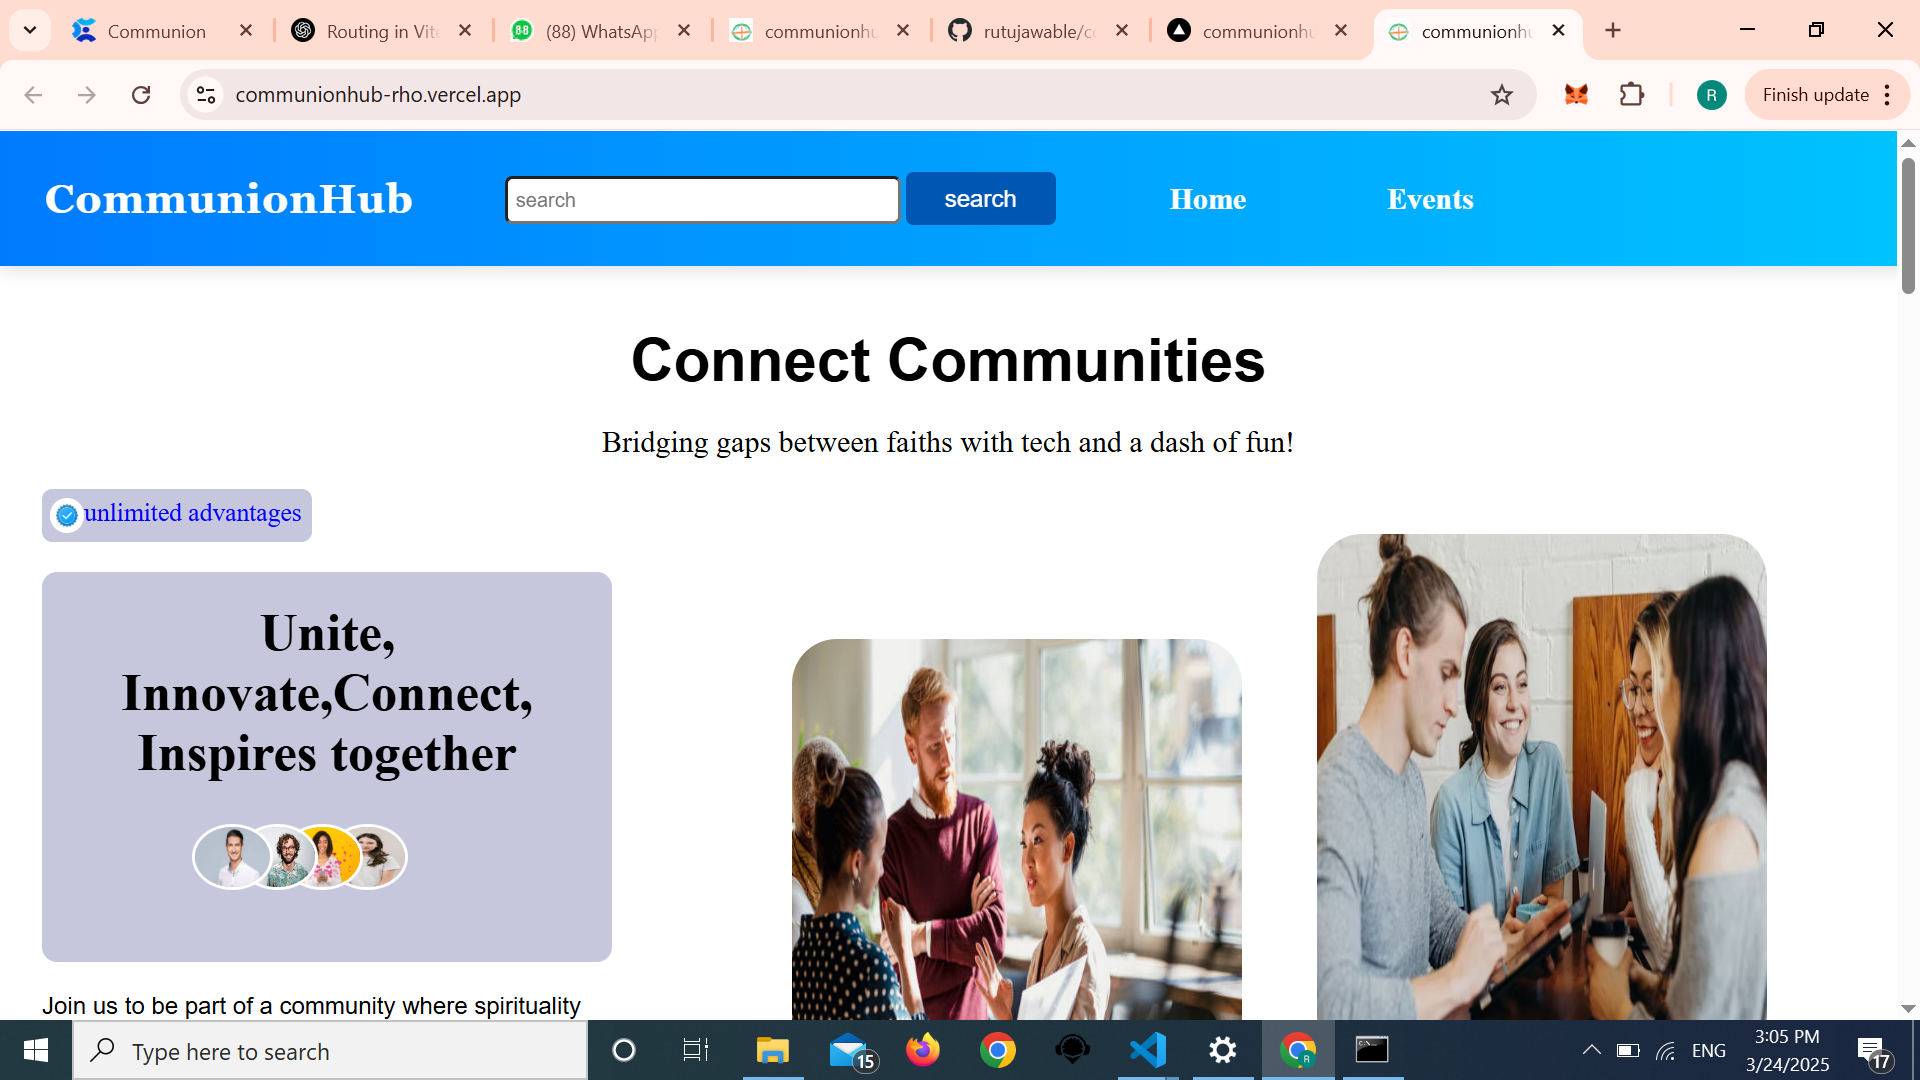 Communion
Routing in Vite
(88) WhatsApp
communionhu
rutujawable/co
communionhu
communionhu
communionhub-rho.vercel.app
R
Finish update
CommunionHub
search
search
Home
Events
Connect Communities
Bridging gaps between faiths with tech and a dash of fun!
unlimited advantages
Unite,
Innovate,Connect,
Inspires together
Join us to be part of a community where spirituality
Type here to search
15
R
ENG
3:05 PM
3/24/2025
17